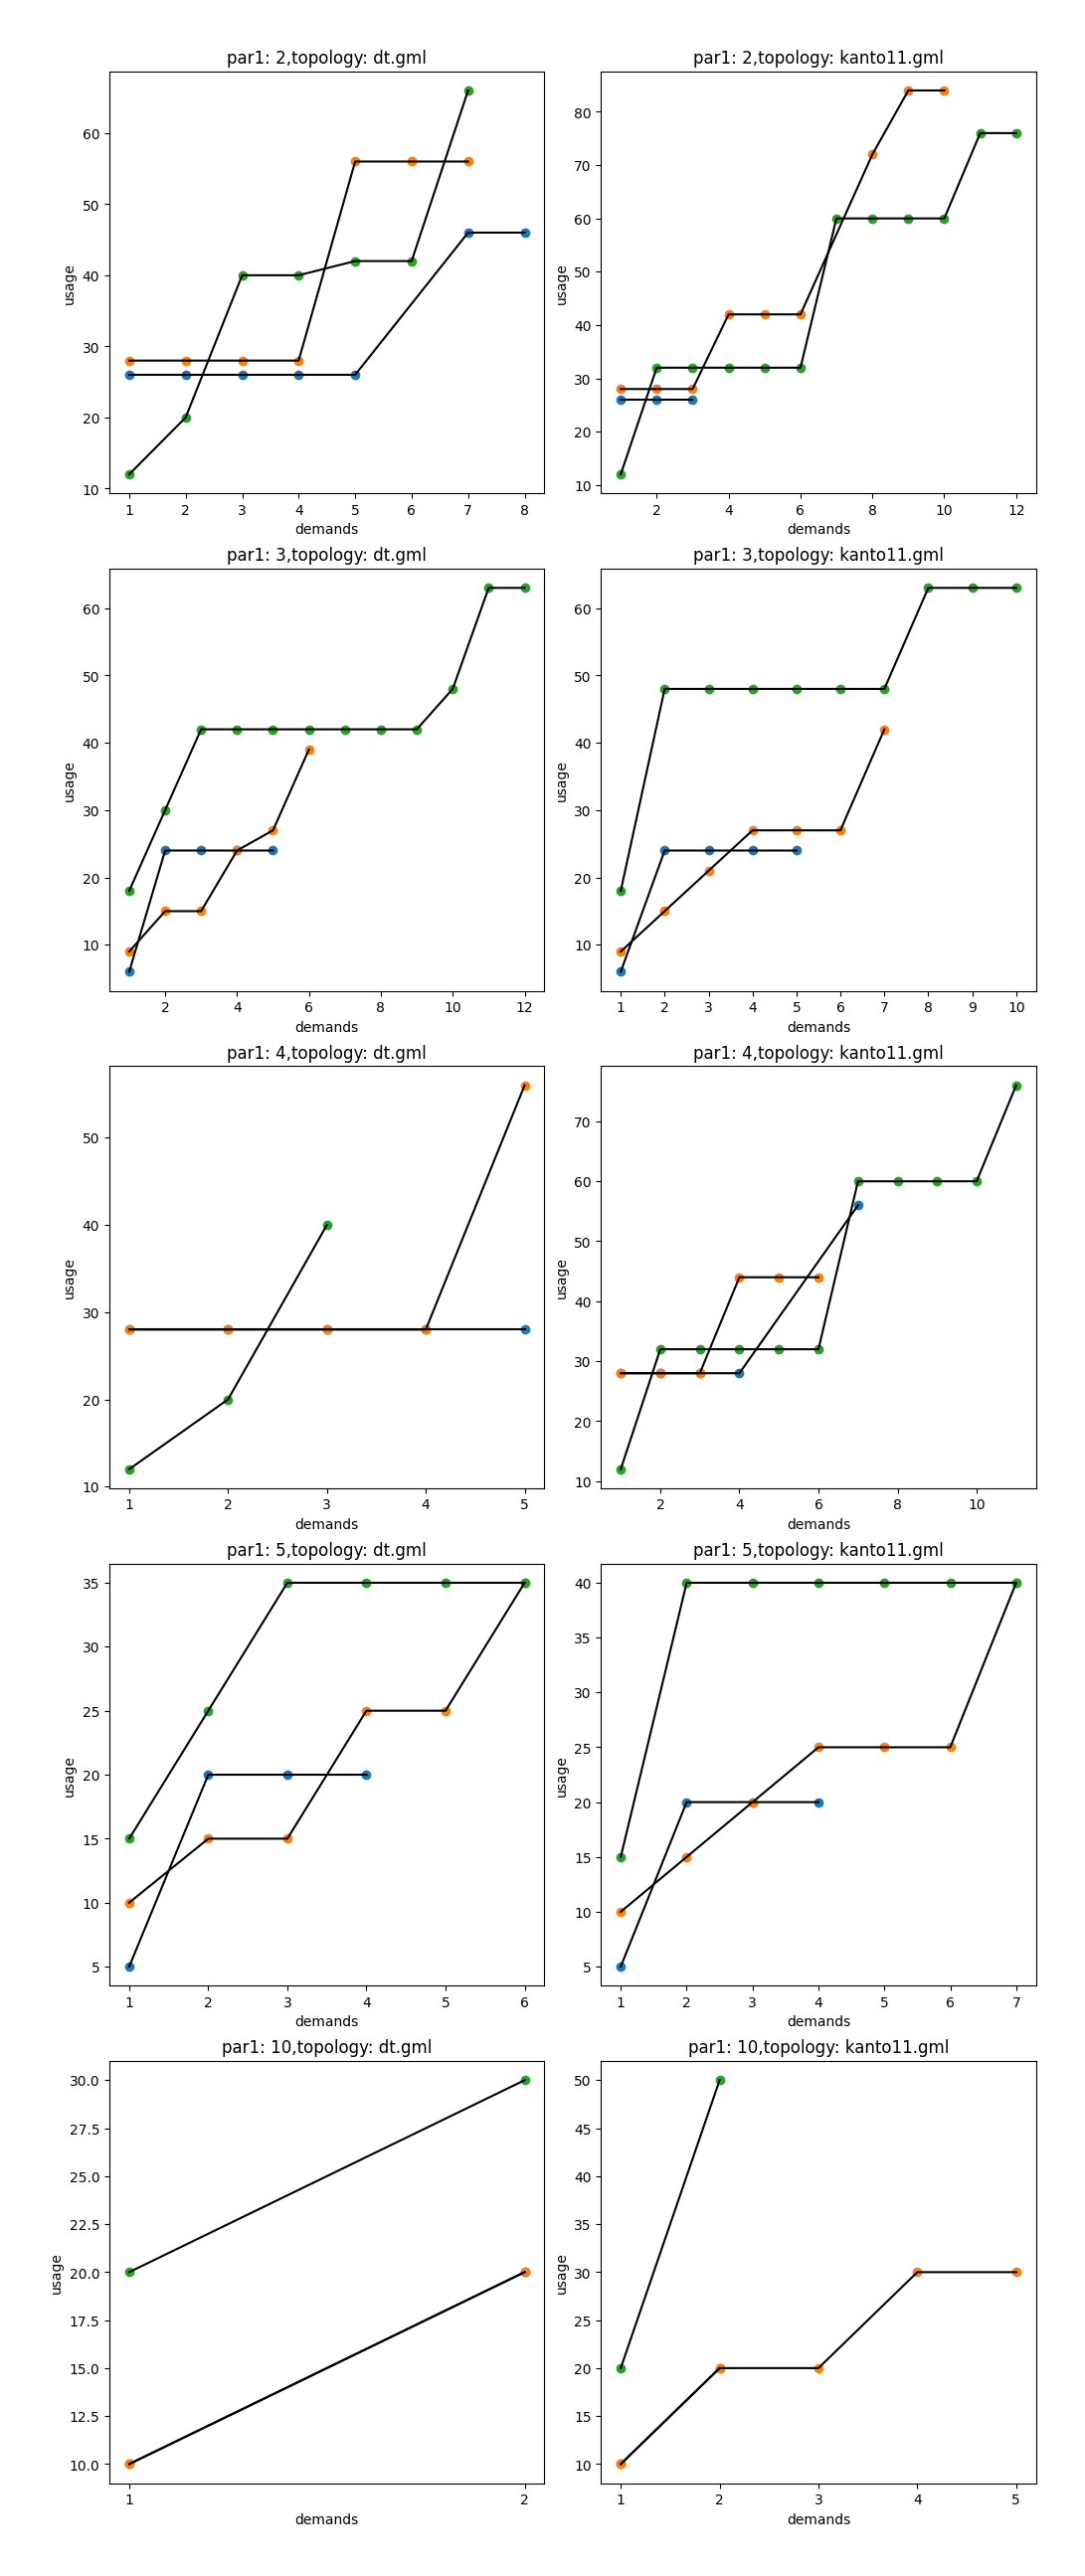 par1: 2,topology: dt.gml
usage
60
50
40
30
20
10
1 2 3 4 5 6 7 8
demands
par1: 2,topology: kanto11.gml
usage
80
70
60
50
40
30
20
10
2 4 6 8 10 12
demands
par1: 3,topology: dt.gml
usage
60
50
40
30
20
10
2 4 6 8 10 12
demands
par1: 3,topology: kanto11.gml
usage
60
50
40
30
20
10
1 2 3 4 5 6 7 8 9 10
demands
par1: 4,topology: dt.gml
usage
50
40
30
20
10
1 2 3 4 5
demands
par1: 4,topology: kanto11.gml
usage
70
60
50
40
30
20
10
2 4 6 8 10
demands
par1: 5,topology: dt.gml
usage
35
30
25
20
15
10
5
1 2 3 4 5 6
demands
par1: 5,topology: kanto11.gml
usage
40
35
30
25
20
15
10
5
1 2 3 4 5 6 7
demands
par1: 10,topology: dt.gml
usage
30.0
27.5
25.0
22.5
20.0
17.5
15.0
12.5
10.0
1 2
demands
par1: 10,topology: kanto11.gml
usage
50
45
40
35
30
25
20
15
10
1 2 3 4 5
demands